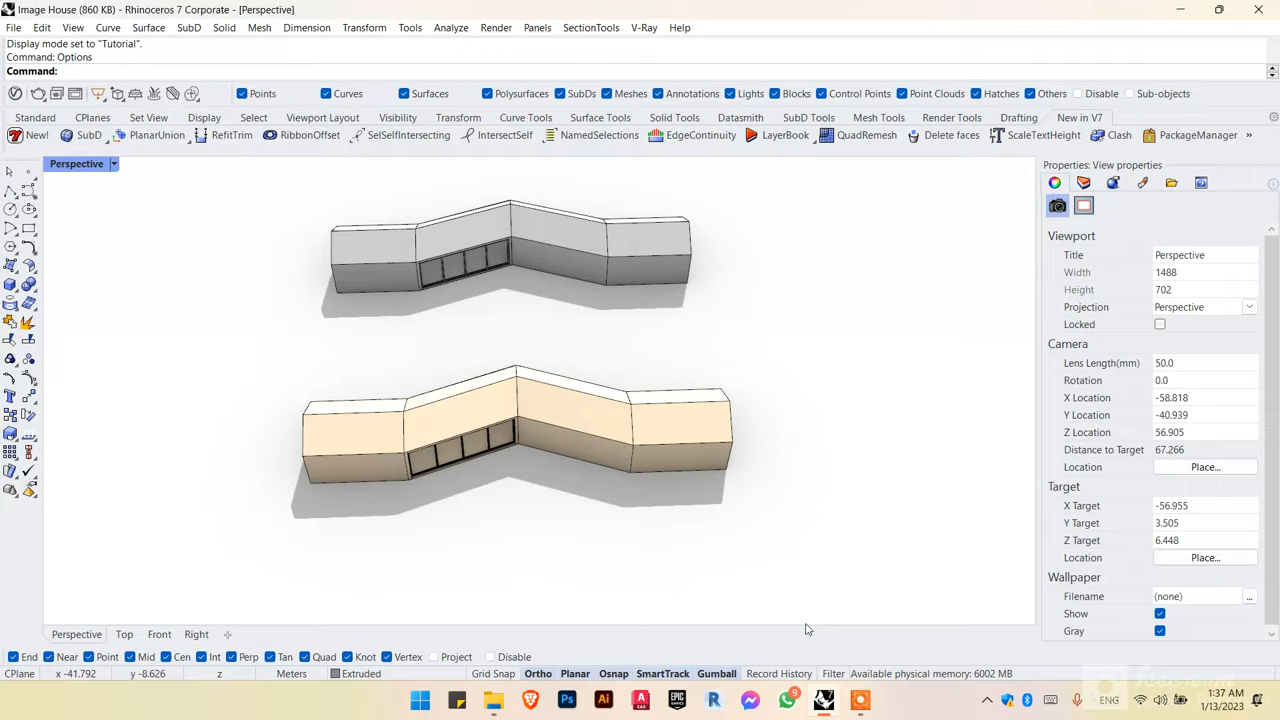 Image House (860 KB) - Rhinoceros 7 Corporate - [Perspective]
File Edit View Curve Surface SubD Solid Mesh Dimension Transform Tools Analyze Render Panels SectionTools V-Ray Help
Display mode set to "Tutorial".
Command: Options
Command:
Points Curves Surfaces Polysurfaces SubDs Meshes Annotations Lights Blocks Control Points Point Clouds Hatches Others Disable Sub-objects
Standard CPlanes Set View Display Select Viewport Layout Visibility Transform Curve Tools Surface Tools Solid Tools Datasmith SubD Tools Mesh Tools Render Tools Drafting New in V7
New! SubD PlanarUnion RefitTrim RibbonOffset SelSelfIntersecting IntersectSelf NamedSelections EdgeContinuity LayerBook QuadRemesh Delete faces ScaleTextHeight Clash PackageManager
Perspective
Properties: View properties
Viewport
Title Perspective
Width 1488
Height 702
Projection Perspective
Locked
Camera
Lens Length(mm) 50.0
Rotation 0.0
X Location -58.818
Y Location -40.939
Z Location 56.905
Distance to Target 67.266
Location Place...
Target
X Target -56.955
Y Target 3.505
Z Target 6.448
Location Place...
Wallpaper
Filename (none) ...
Show
Gray
Perspective Top Front Right
End Near Point Mid Cen Int Perp Tan Quad Knot Vertex Project Disable
CPlane x -41.792 y -8.626 z Meters Extruded Grid Snap Ortho Planar Osnap SmartTrack Gumball Record History Filter Available physical memory: 6002 MB
Ps Ai A CAD EPIC GAMES R 9
ENG
1:37 AM
1/13/2023